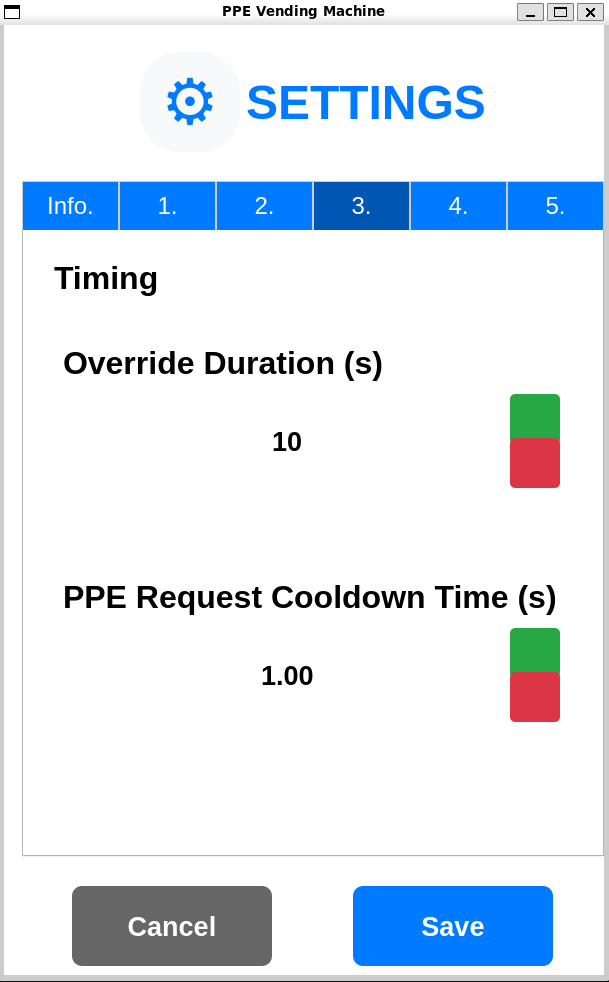 PPE Vending Machine
SETTINGS
Info. 1. 2. 3. 4. 5.
Timing
Override Duration (s)
10
PPE Request Cooldown Time (s)
1.00
Cancel Save